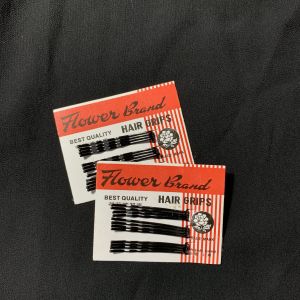 Flower Brand
BEST QUALITY
HAIR GRIPS
Flower Brand
BEST QUALITY
HAIR GRIPS